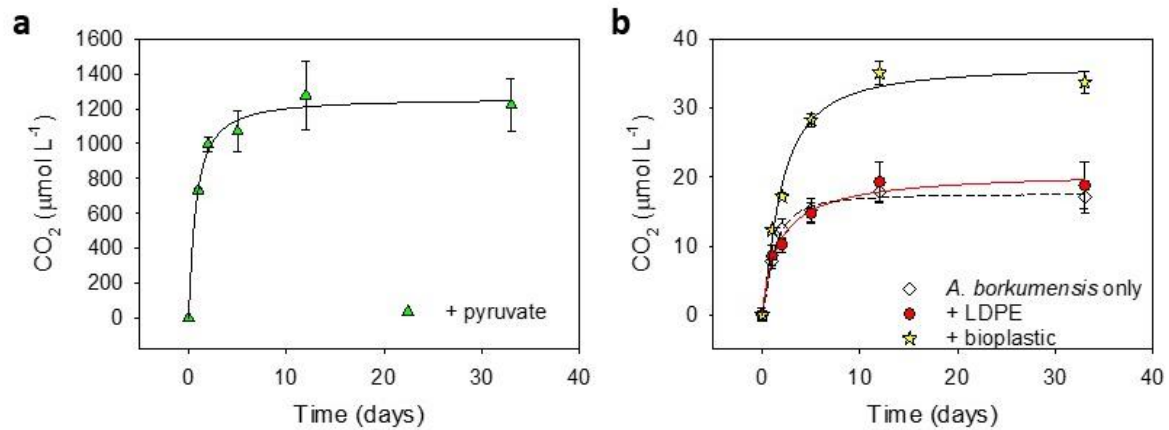 a
1600
1400
1200
1000
800
600
400
200
0
CO₂ (µmol L⁻¹)
+ pyruvate
0 10 20 30 40
Time (days)
b
40
30
20
10
0
CO₂ (µmol L⁻¹)
A. borkumensis only
+ LDPE
+ bioplastic
0 10 20 30 40
Time (days)